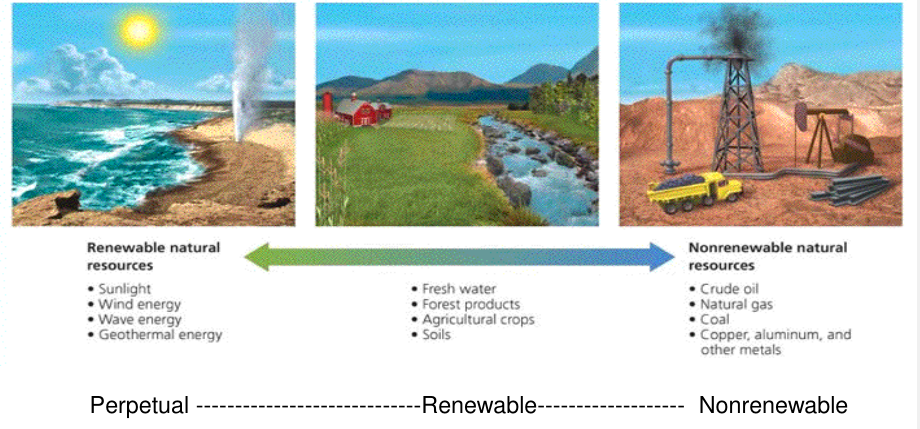 Renewable natural
resources
• Sunlight
• Wind energy
• Wave energy
• Geothermal energy
• Fresh water
• Forest products
• Agricultural crops
• Soils
Nonrenewable natural
resources
• Crude oil
• Natural gas
• Coal
• Copper, aluminum, and
other metals
Perpetual -----------------------------Renewable------------------- Nonrenewable